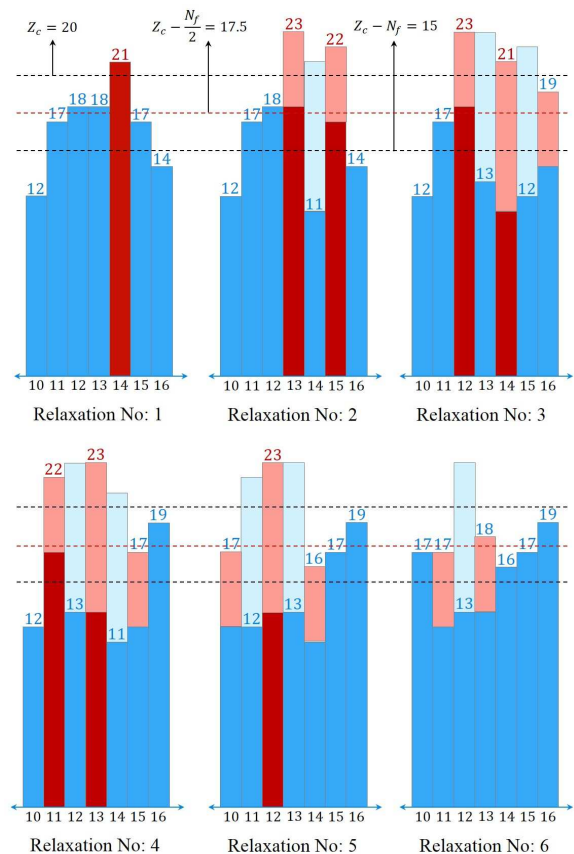 Z_c = 20
Z_c − N_f/2 = 17.5
Z_c − N_f = 15
12 17 18 18 21 17 14
10 11 12 13 14 15 16
Relaxation No: 1
12 17 18 23 11 22 14
10 11 12 13 14 15 16
Relaxation No: 2
12 17 23 13 21 12 19
10 11 12 13 14 15 16
Relaxation No: 3
12 22 13 23 11 17 19
10 11 12 13 14 15 16
Relaxation No: 4
17 12 23 13 16 17 19
10 11 12 13 14 15 16
Relaxation No: 5
17 17 13 18 16 17 19
10 11 12 13 14 15 16
Relaxation No: 6